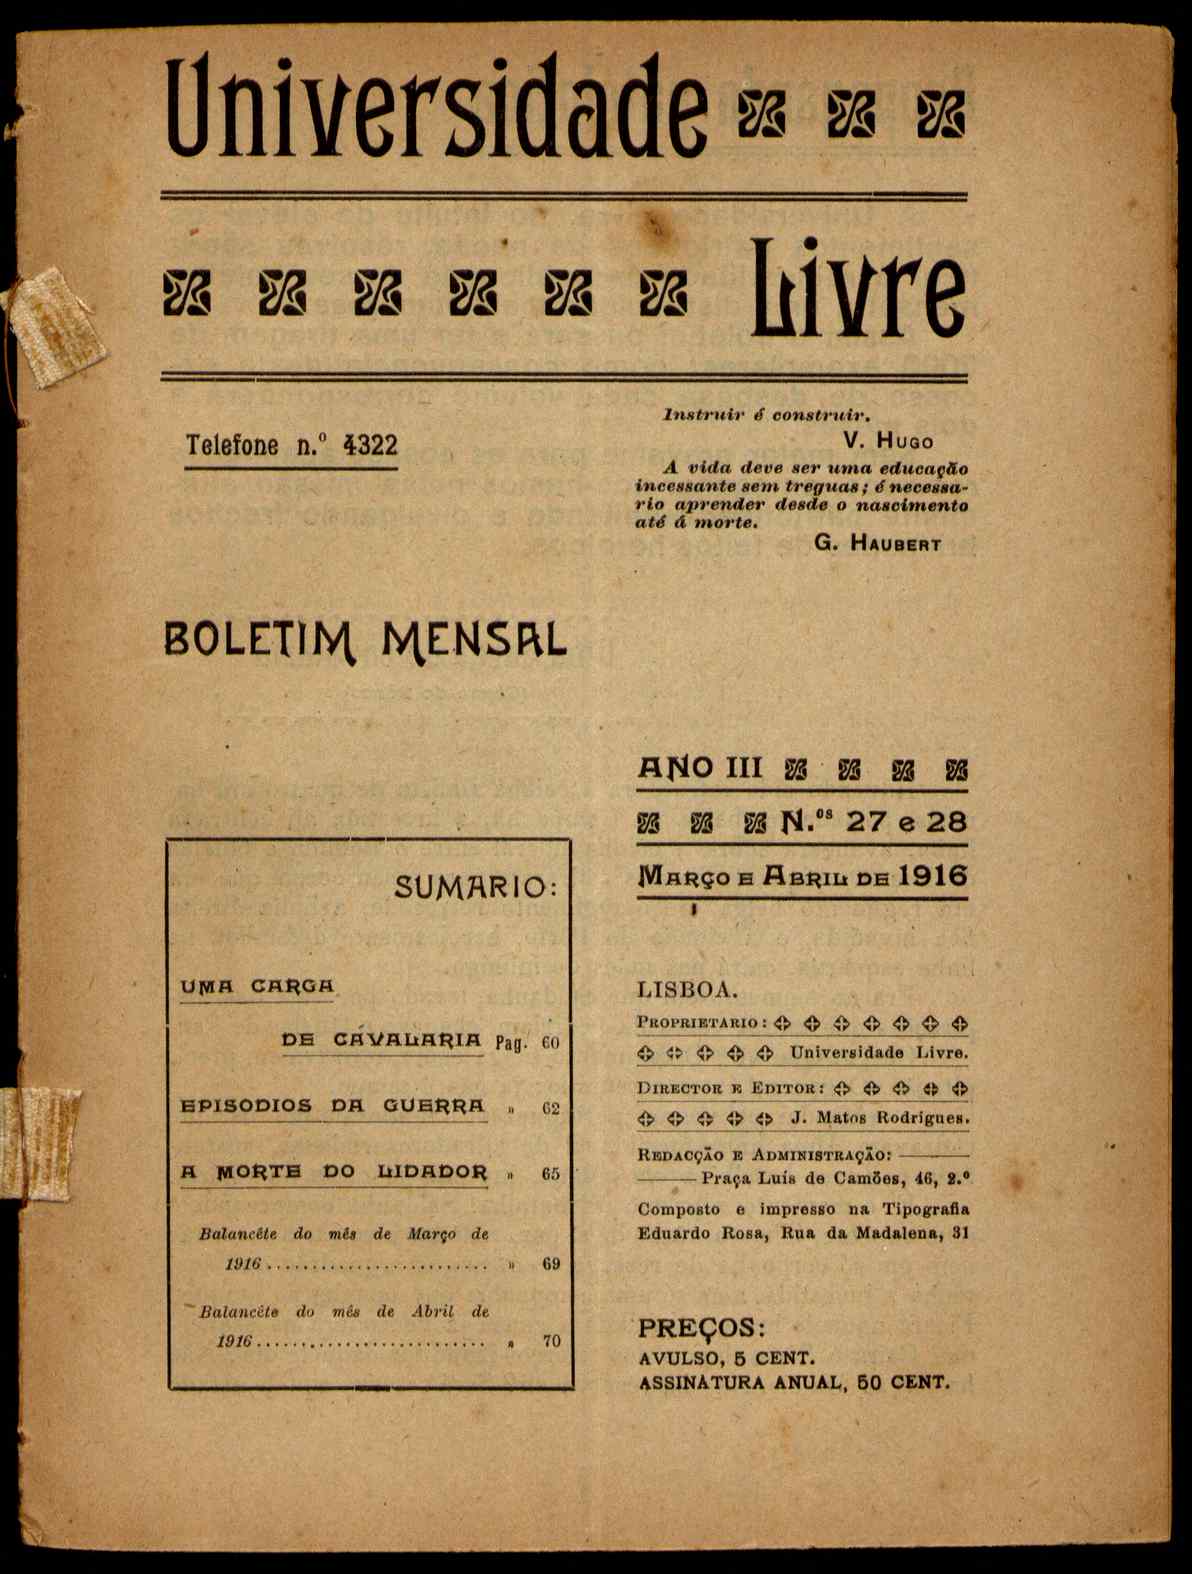 Universidade
Livre
Telefone n.º 4322
Instruir é construir.
V. HUGO
A vida deve ser uma educação
incessante sem treguas; é necessa-
rio aprender desde o nascimento
até á morte.
G. HAUBERT
BOLETIM MENSAL
ANO III
N.ºs 27 e 28
MARÇO E ABRIL DE 1916
SUMARIO:
UMA CARGA
DE CAVALARIA Pag. 60
EPISODIOS DA GUERRA » 62
A MORTE DO LIDADOR » 65
Balancête do mês de Março de
1916......................... » 69
Balancête do mês de Abril de
1916.......................... » 70
LISBOA.
PROPRIETARIO:
Universidade Livre.
DIRECTOR E EDITOR:
J. Matos Rodrigues.
REDACÇÃO E ADMINISTRAÇÃO:
Praça Luís de Camões, 46, 2.º
Composto e impresso na Tipografia
Eduardo Rosa, Rua da Madalena, 31
PREÇOS:
AVULSO, 5 CENT.
ASSINATURA ANUAL, 50 CENT.